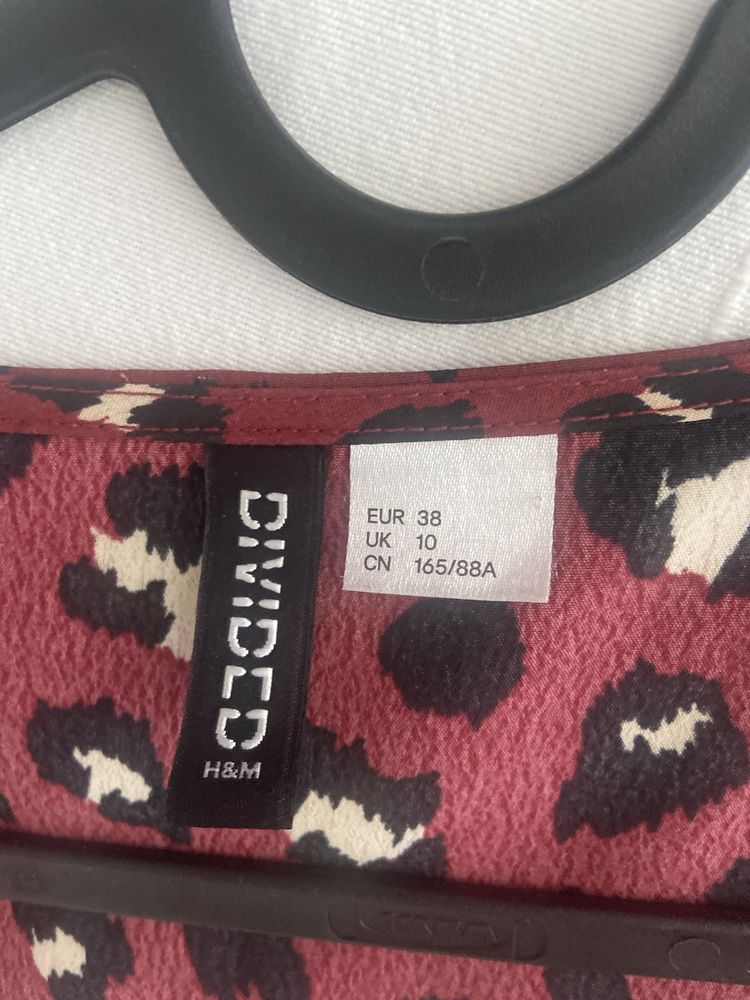 DIVIDED
H&M
EUR 38
UK 10
CN 165/88A